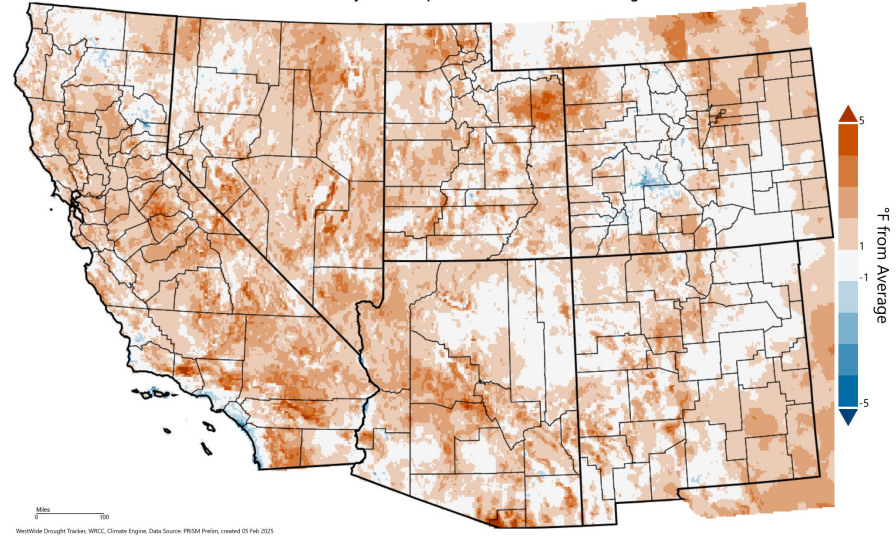 5
1
-1
-5
°F from Average
Miles
0 100
WestWide Drought Tracker, WRCC, Climate Engine, Data Source: PRISM Prelim, created 05 Feb 2025